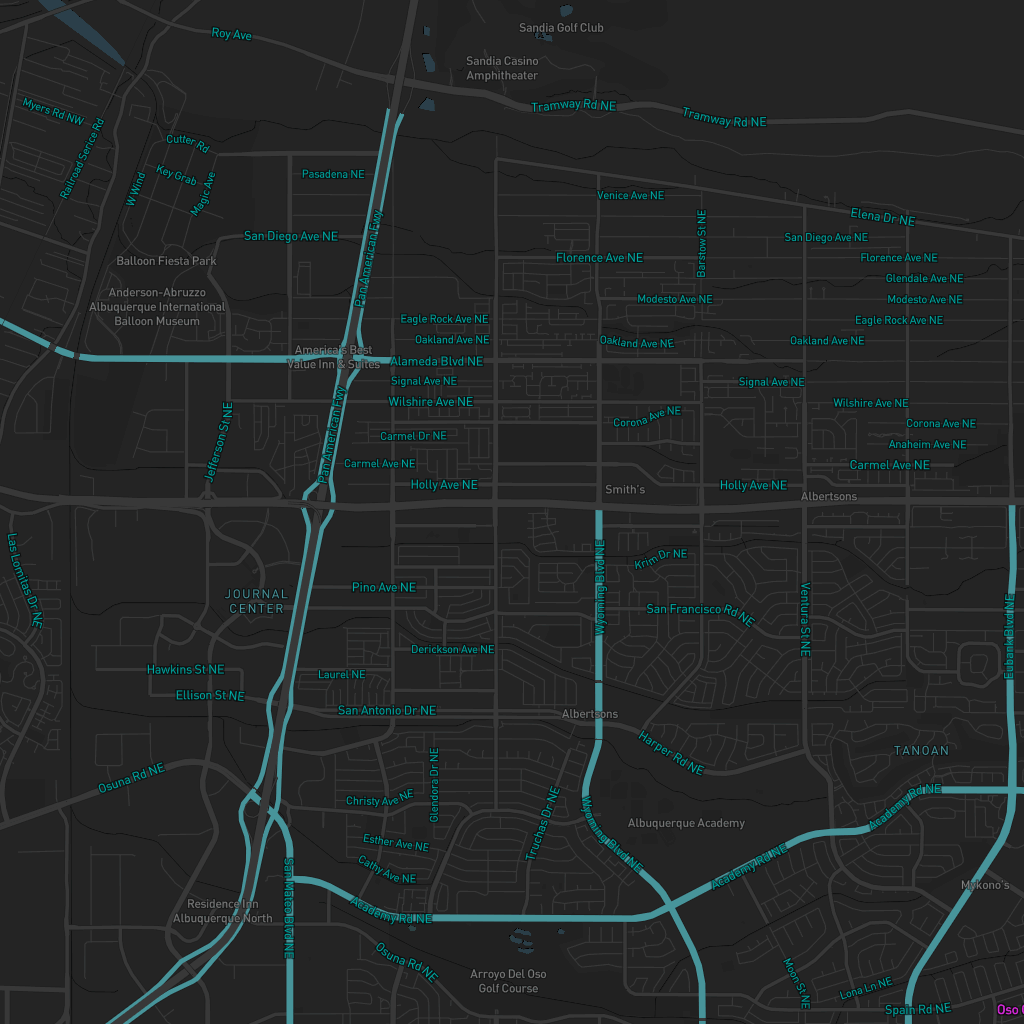 Sandia Golf Club
Roy Ave
Sandia Casino
Amphitheater
Tramway Rd NE
Myers Rd NW
Tramway Rd NE
Railroad Serice Rd
Cutter Rd
Pasadena NE
Key Grab
W Wind
Magic Ave
Venice Ave NE
Elena Dr NE
San Diego Ave NE
San Diego Ave NE
Barstow St NE
Pan American Fwy
Balloon Fiesta Park
Florence Ave NE
Florence Ave NE
Glendale Ave NE
Anderson-Abruzzo
Albuquerque International
Balloon Museum
Modesto Ave NE
Modesto Ave NE
Eagle Rock Ave NE
Eagle Rock Ave NE
Oakland Ave NE
Oakland Ave NE
Oakland Ave NE
America's Best
Value Inn & Suites
Alameda Blvd NE
Signal Ave NE
Signal Ave NE
Wilshire Ave NE
Wilshire Ave NE
Corona Ave NE
Corona Ave NE
Jefferson St NE
Pan American Fwy
Carmel Dr NE
Anaheim Ave NE
Carmel Ave NE
Carmel Ave NE
Holly Ave NE
Smith's
Holly Ave NE
Albertsons
Las Lomitas Dr NE
Krim Dr NE
Wyoming Blvd NE
JOURNAL
CENTER
Pino Ave NE
San Francisco Rd NE
Ventura St NE
Eubank Blvd NE
Derickson Ave NE
Hawkins St NE
Laurel NE
Ellison St NE
San Antonio Dr NE
Albertsons
Harper Rd NE
TANOAN
Osuna Rd NE
Glendora Dr NE
Christy Ave NE
Truchas Dr NE
Wyoming Blvd NE
Albuquerque Academy
Academy Rd NE
Esther Ave NE
Cathy Ave NE
Academy Rd NE
San Mateo Blvd NE
Mykono's
Residence Inn
Albuquerque North
Academy Rd NE
Osuna Rd NE
Arroyo Del Oso
Golf Course
Moon St NE
Lona Ln NE
Spain Rd NE
Oso